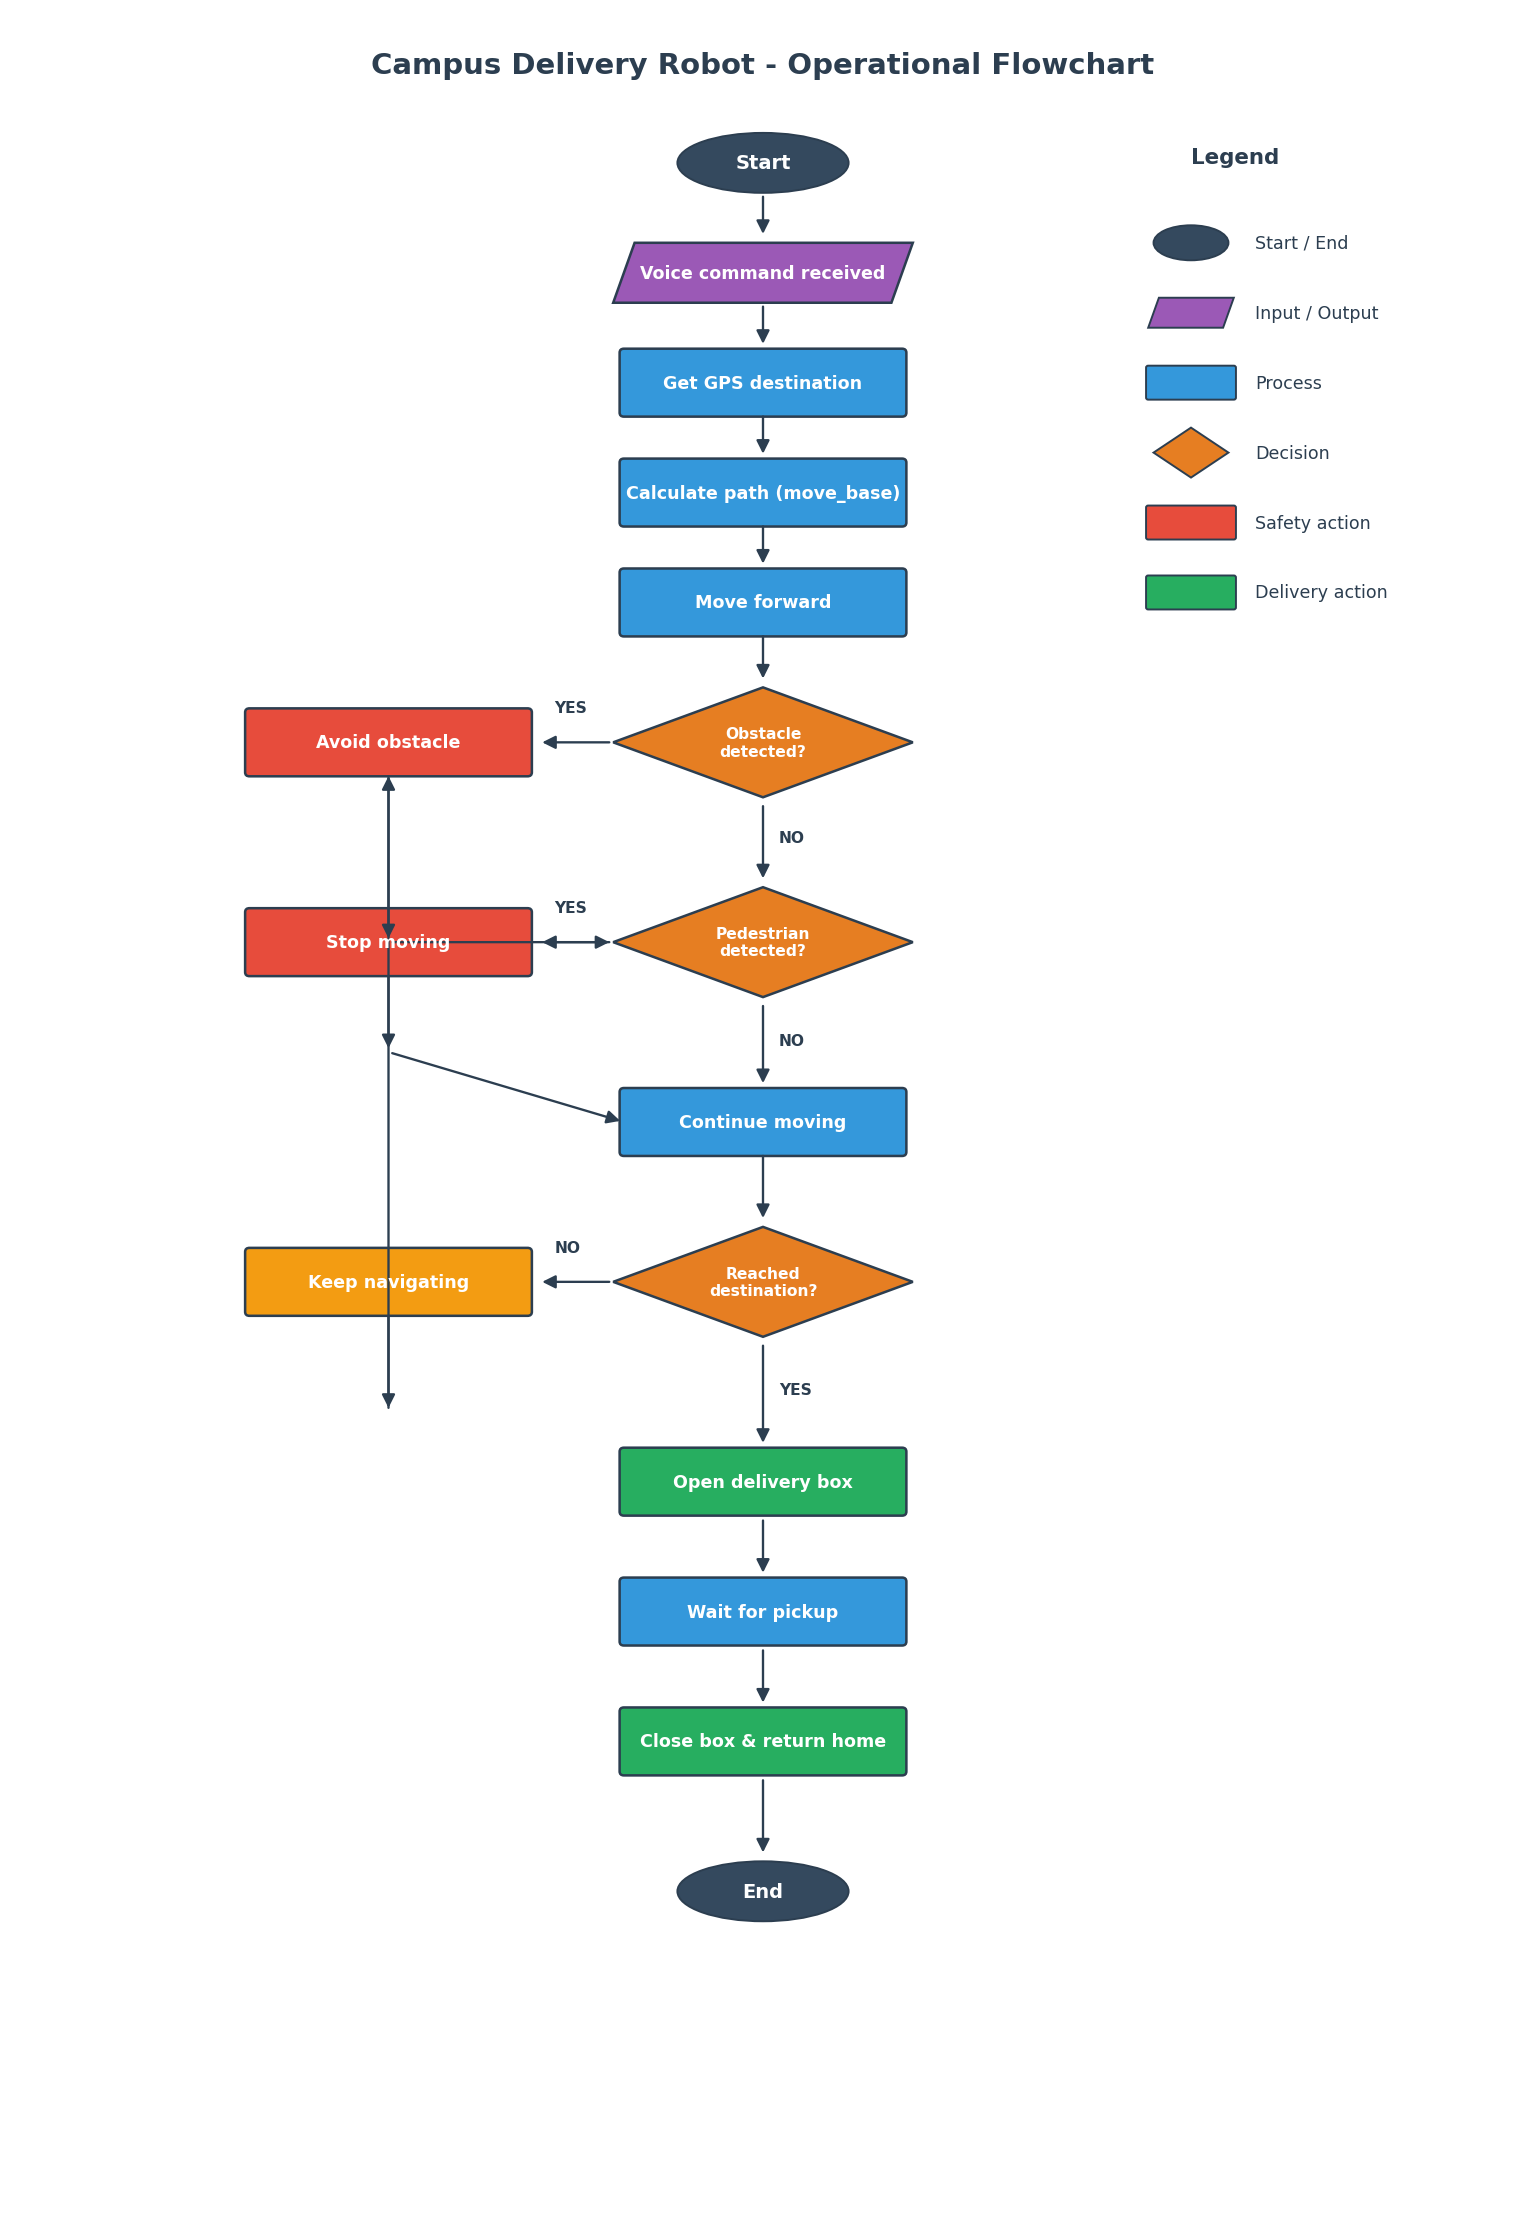 Campus Delivery Robot - Operational Flowchart
Start
Legend
Start / End
Voice command received
Input / Output
Get GPS destination
Process
Calculate path (move_base)
Decision
Safety action
Move forward
Delivery action
YES
Avoid obstacle
Obstacle
detected?
NO
YES
Stop moving
Pedestrian
detected?
NO
Continue moving
NO
Keep navigating
Reached
destination?
YES
Open delivery box
Wait for pickup
Close box & return home
End